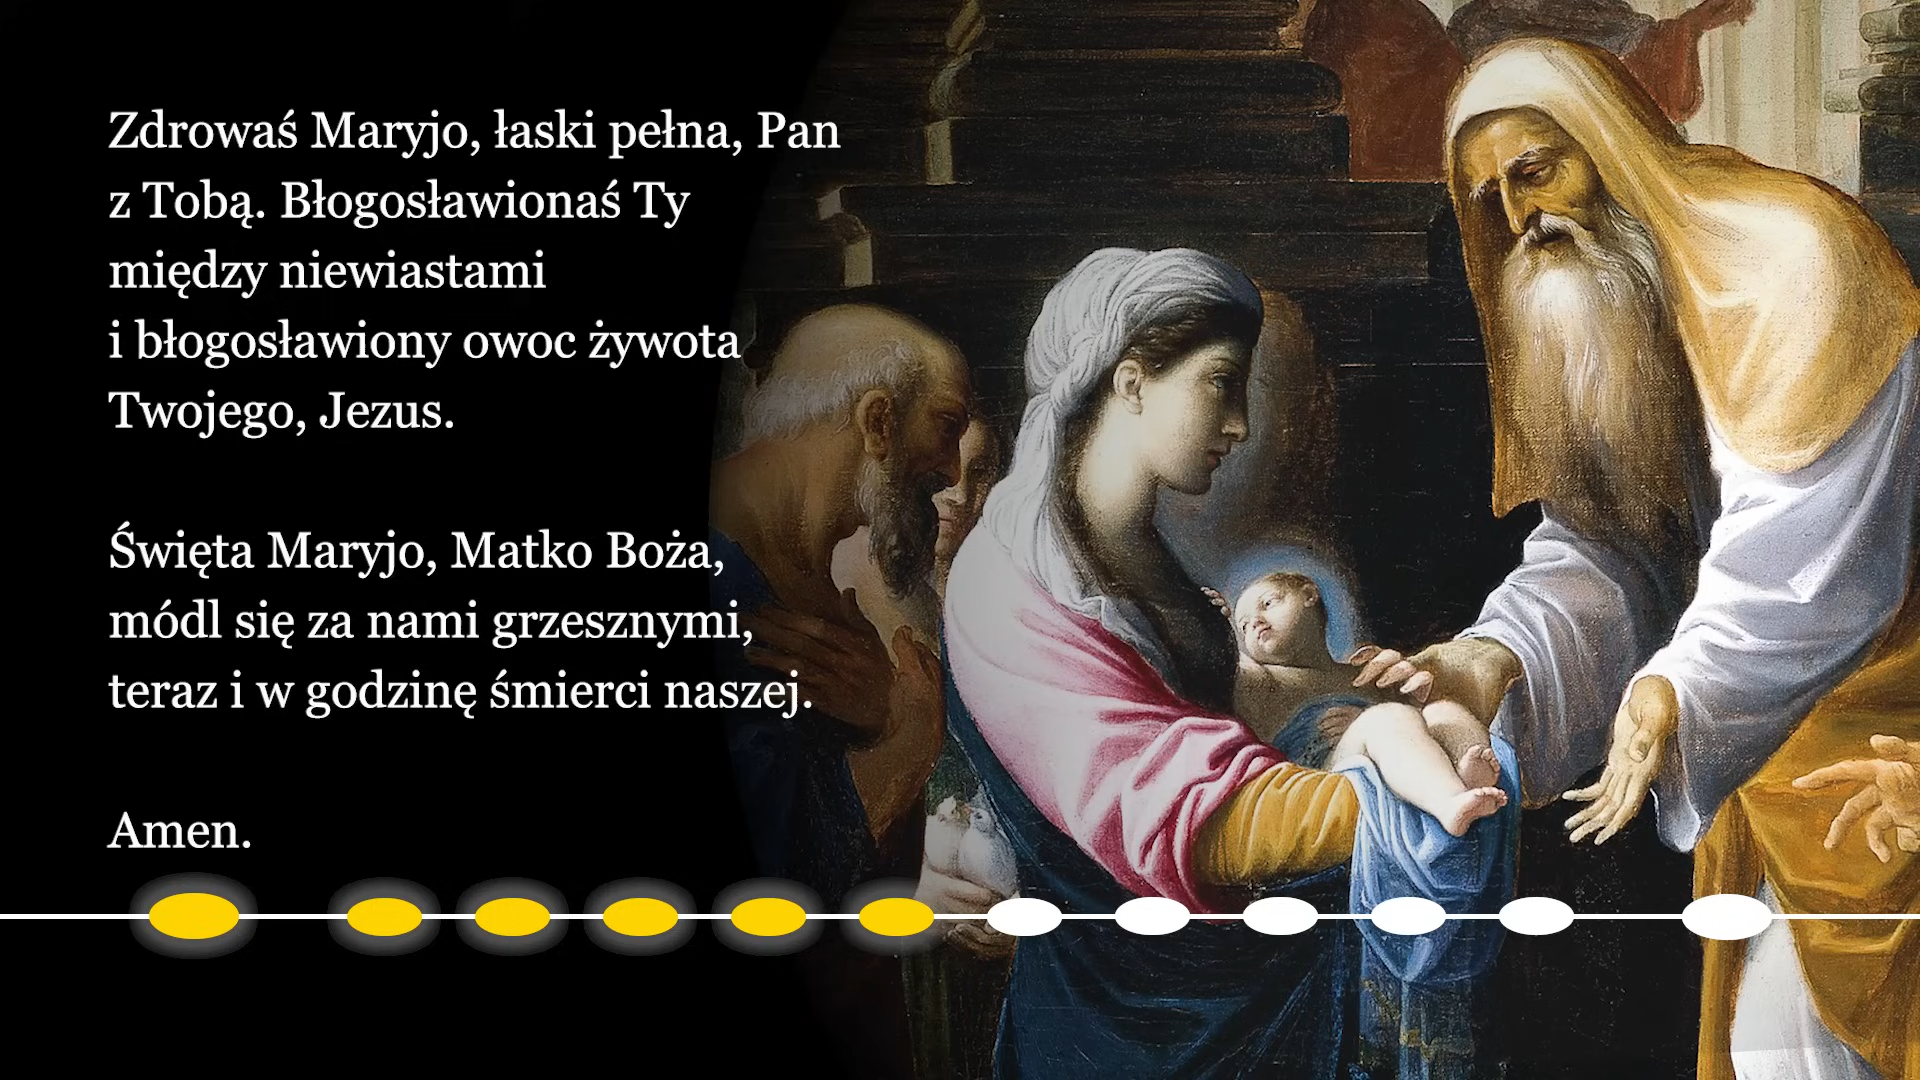 Zdrowaś Maryjo, łaski pełna, Pan
z Tobą. Błogosławionaś Ty
między niewiastami
i błogosławiony owoc żywota
Twojego, Jezus.
Święta Maryjo, Matko Boża,
módl się za nami grzesznymi,
teraz i w godzinę śmierci naszej.
Amen.